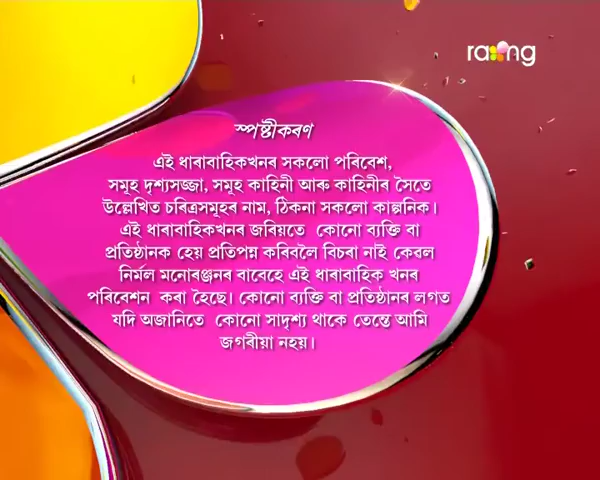 raong
স্পষ্টীকৰণ
এই ধাৰাবাহিকখনৰ সকলো পৰিবেশ,
সমূহ দৃশ্যসজ্জা, সমূহ কাহিনী আৰু কাহিনীৰ সৈতে
উল্লেখিত চৰিত্ৰসমূহৰ নাম, ঠিকনা সকলো কাল্পনিক।
এই ধাৰাবাহিকখনৰ জৰিয়তে কোনো ব্যক্তি বা
প্ৰতিষ্ঠানক হেয় প্ৰতিপন্ন কৰিবলৈ বিচৰা নাই কেৱল
নিৰ্মল মনোৰঞ্জনৰ বাবেহে এই ধাৰাবাহিক খনৰ
পৰিবেশন কৰা হৈছে। কোনো ব্যক্তি বা প্ৰতিষ্ঠানৰ লগত
যদি অজানিতে কোনো সাদৃশ্য থাকে তেন্তে আমি
জগৰীয়া নহয়।